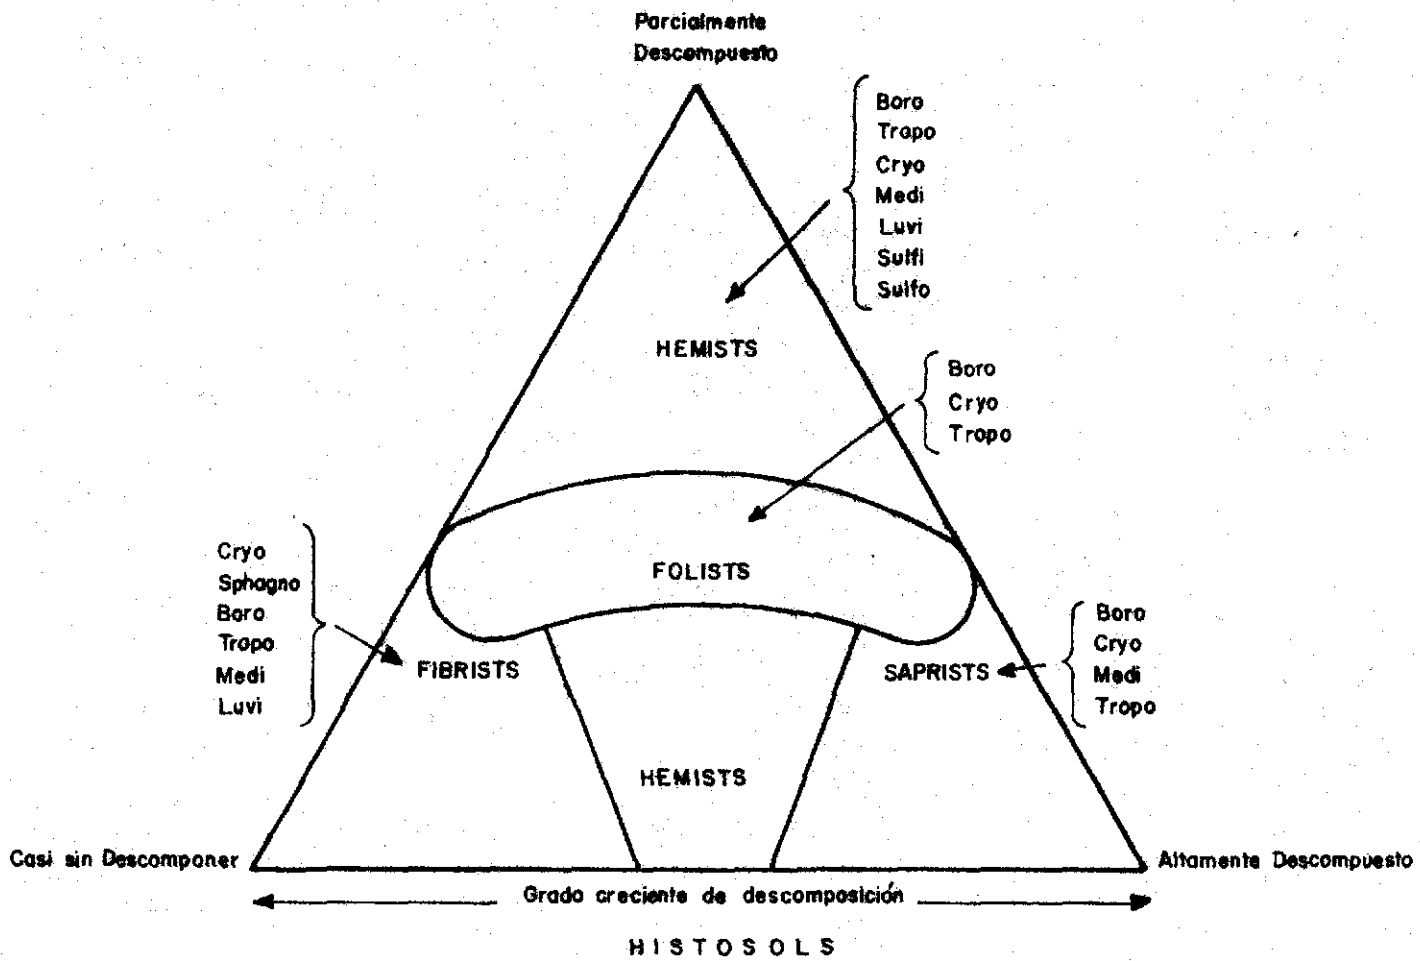 Parcialmente
Descompuesto
Boro
Tropo
Cryo
Medi
Luvi
Sulfi
Sulfo
HEMISTS
Boro
Cryo
Tropo
FOLISTS
Cryo
Sphagno
Boro
Tropo
Medi
Luvi
FIBRISTS
SAPRISTS
Boro
Cryo
Medi
Tropo
HEMISTS
Casi sin Descomponer
Altamente Descompuesto
Grado creciente de descomposición
HISTOSOLS